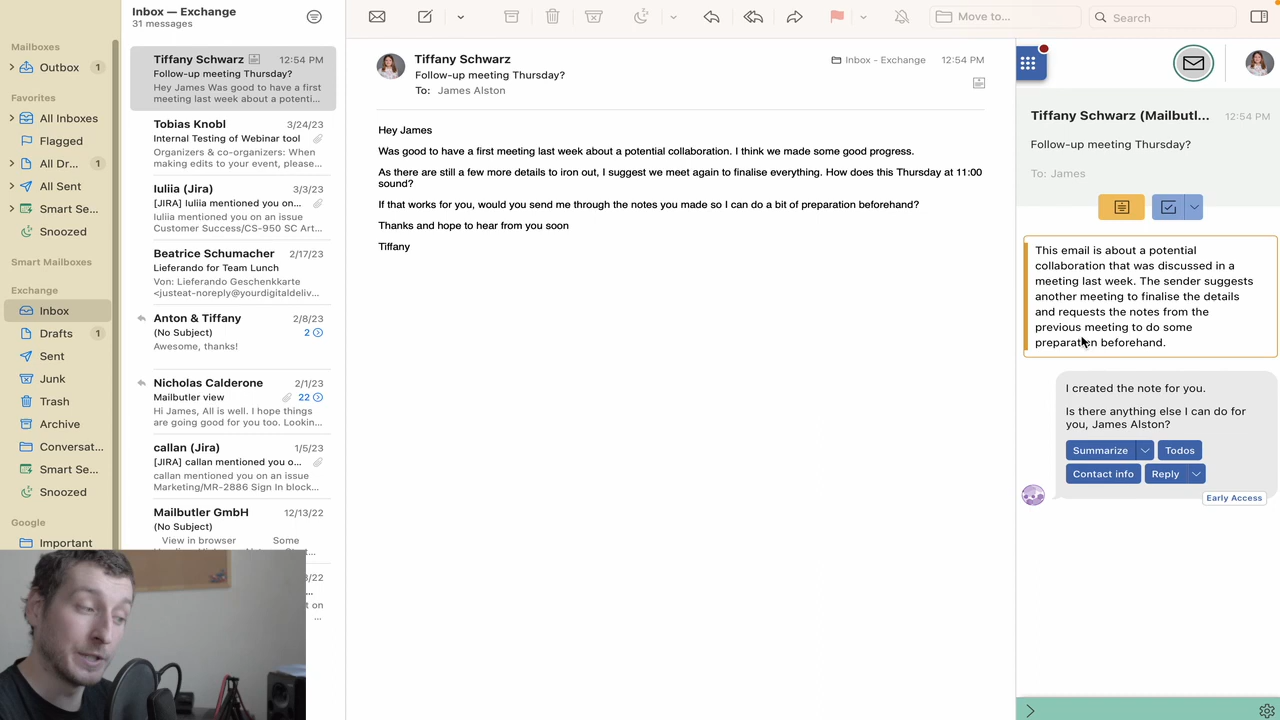 Mailboxes
Outbox 1
Favorites
All Inboxes
Flagged
All Dr... 1
All Sent
Smart Se...
Snoozed
Smart Mailboxes
Exchange
Inbox
Drafts 1
Sent
Junk
Trash
Archive
Conversat...
Smart Se...
Snoozed
Google
Important
Inbox — Exchange
31 messages
Tiffany Schwarz 12:54 PM
Follow-up meeting Thursday?
Hey James Was good to have a first
meeting last week about a potenti...
Tobias Knobl 3/24/23
Internal Testing of Webinar tool
Organizers & co-organizers: When
making edits to your event, please...
Iuliia (Jira) 3/3/23
[JIRA] Iuliia mentioned you on...
Iuliia mentioned you on an issue
Customer Success/CS-950 SC Art...
Beatrice Schumacher 2/17/23
Lieferando for Team Lunch
Von: Lieferando Geschenkkarte
<justeat-noreply@yourdigitaldeliv...
Anton & Tiffany 2/8/23
(No Subject) 2
Awesome, thanks!
Nicholas Calderone 2/1/23
Mailbutler view 22
Hi James, All is well. I hope things
are going good for you too. Lookin...
callan (Jira) 1/5/23
[JIRA] callan mentioned you o...
callan mentioned you on an issue
Marketing/MR-2886 Sign In block...
Mailbutler GmbH 12/13/22
(No Subject)
View in browser Some
/22
...
t on
...
Move to...
Search
Tiffany Schwarz
Follow-up meeting Thursday?
To: James Alston
Inbox - Exchange 12:54 PM
Hey James
Was good to have a first meeting last week about a potential collaboration. I think we made some good progress.
As there are still a few more details to iron out, I suggest we meet again to finalise everything. How does this Thursday at 11:00
sound?
If that works for you, would you send me through the notes you made so I can do a bit of preparation beforehand?
Thanks and hope to hear from you soon
Tiffany
Tiffany Schwarz (Mailbutl... 12:54 PM
Follow-up meeting Thursday?
To: James
This email is about a potential
collaboration that was discussed in a
meeting last week. The sender suggests
another meeting to finalise the details
and requests the notes from the
previous meeting to do some
preparation beforehand.
I created the note for you.
Is there anything else I can do for
you, James Alston?
Summarize Todos
Contact info Reply
Early Access